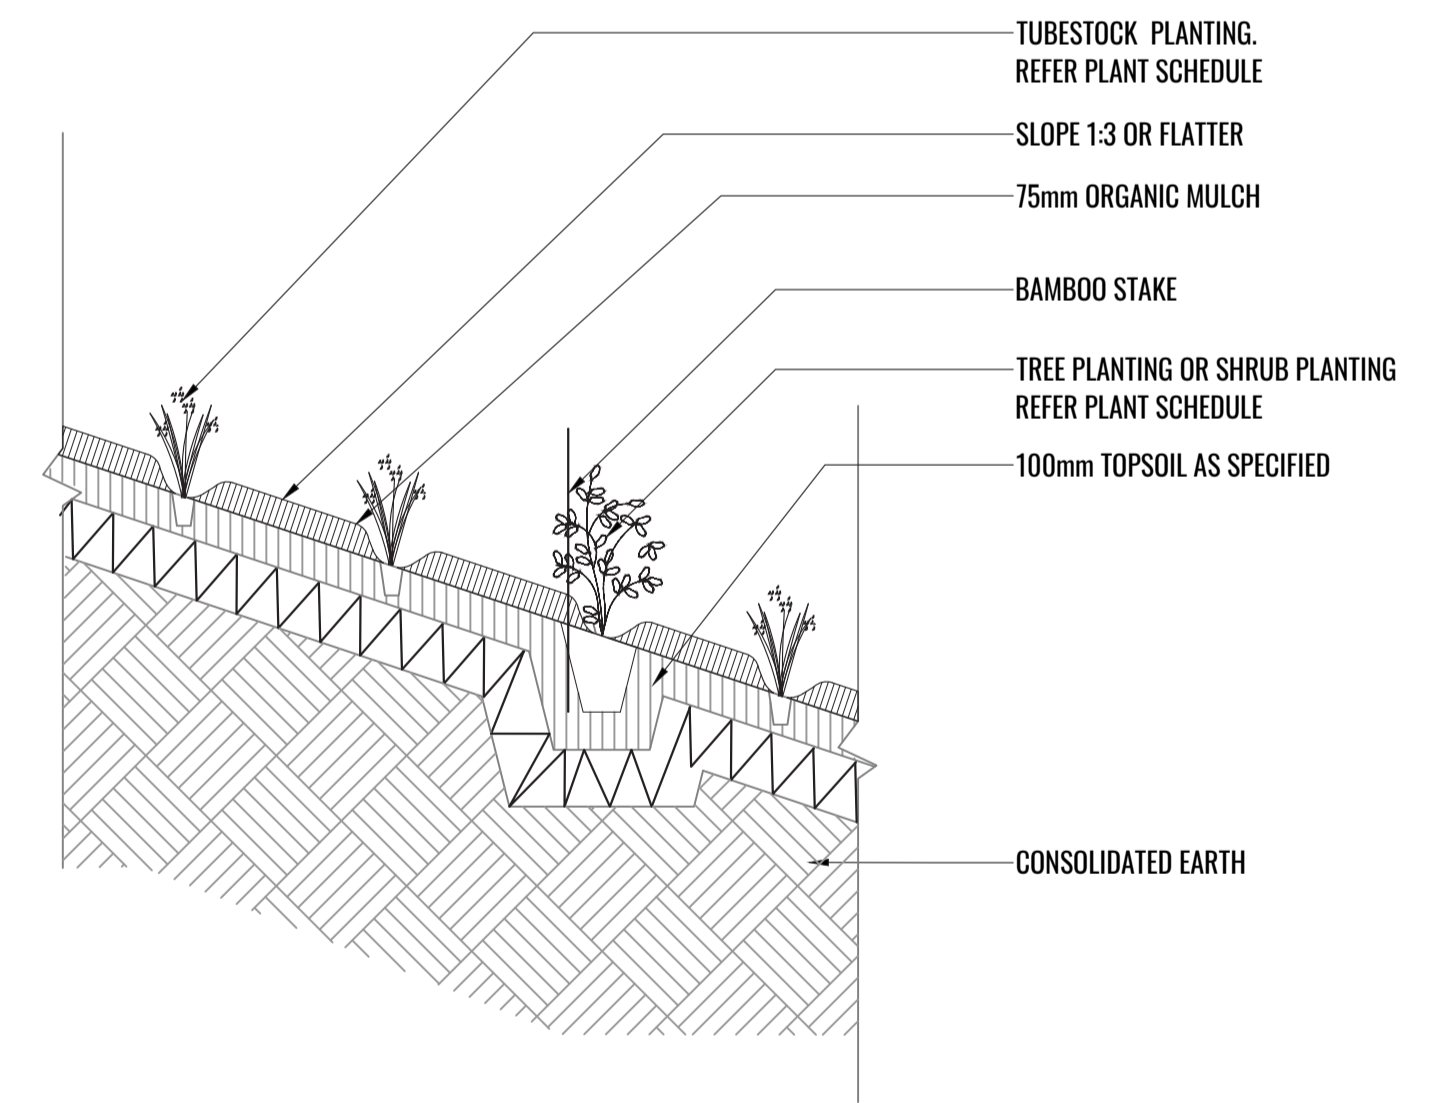 TUBESTOCK PLANTING.
REFER PLANT SCHEDULE
SLOPE 1:3 OR FLATTER
75mm ORGANIC MULCH
BAMBOO STAKE
TREE PLANTING OR SHRUB PLANTING
REFER PLANT SCHEDULE
100mm TOPSOIL AS SPECIFIED
CONSOLIDATED EARTH